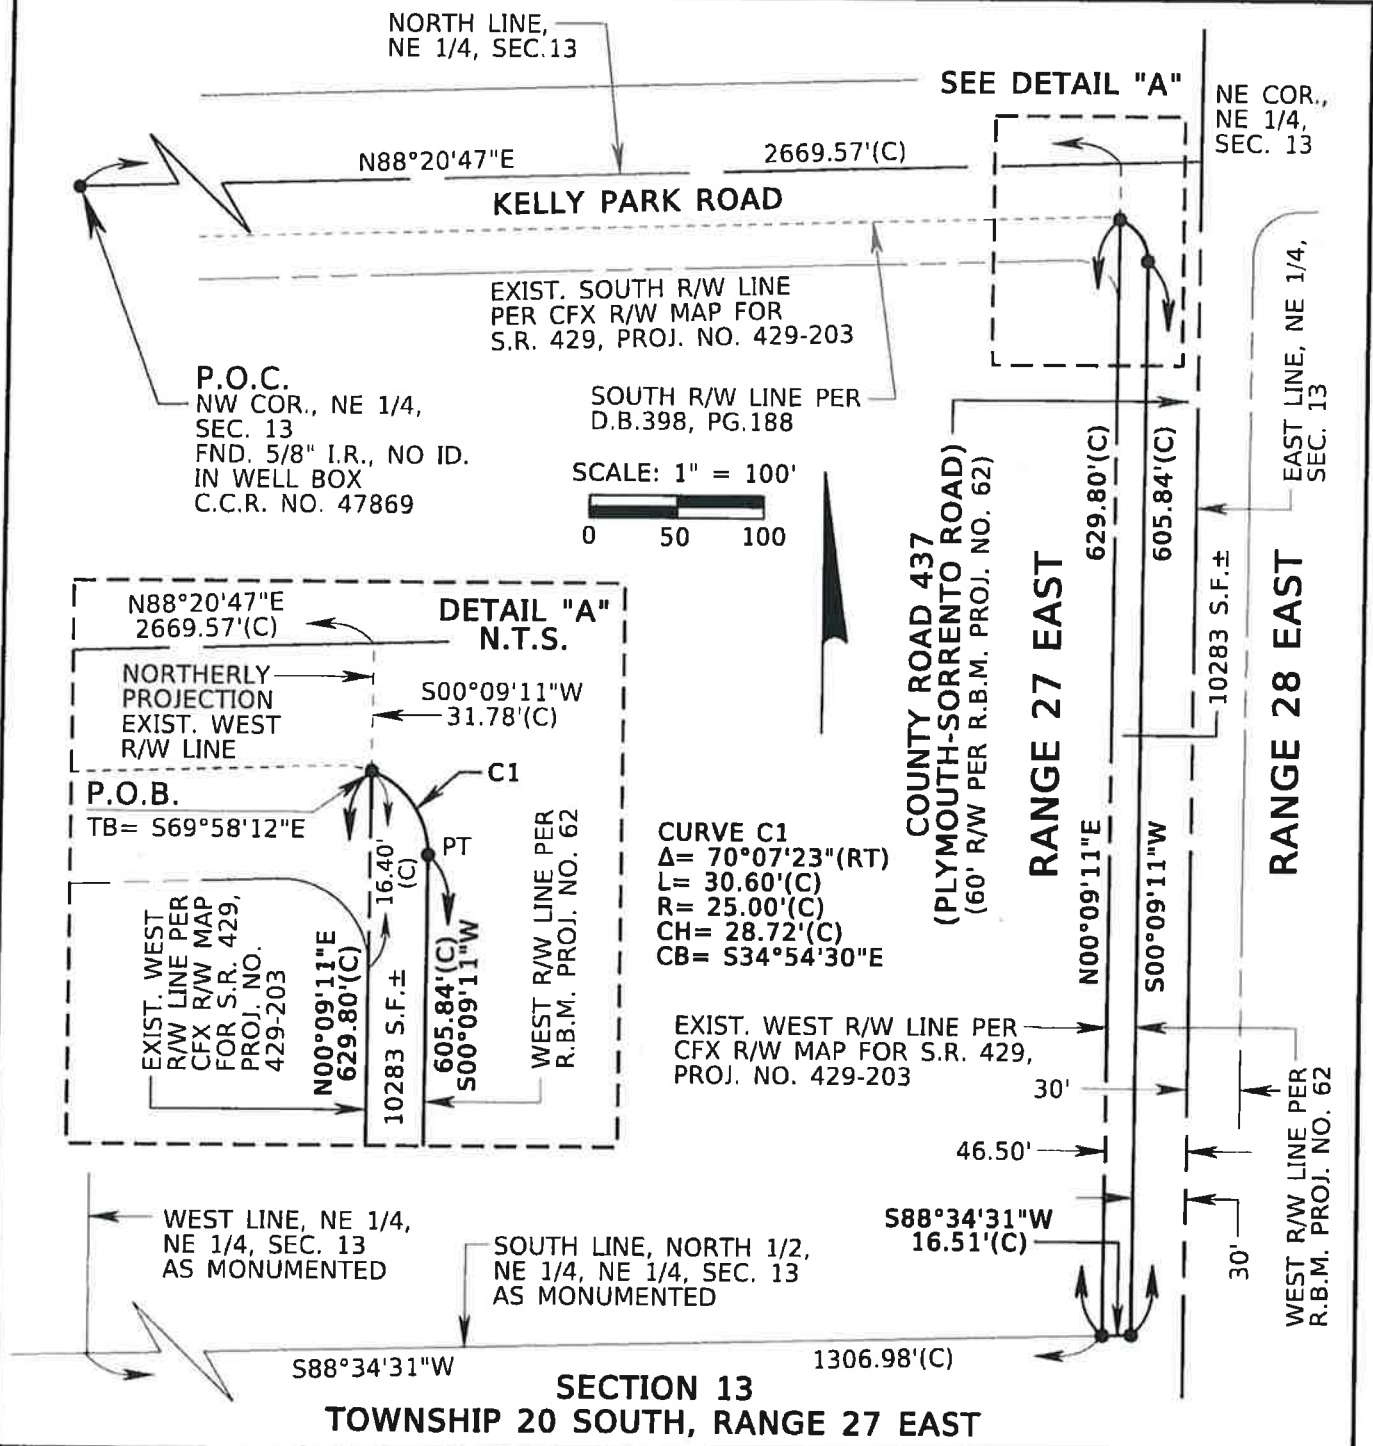 NORTH LINE,
NE 1/4, SEC.13
SEE DETAIL "A"
NE COR.,
NE 1/4,
SEC. 13
N88°20'47"E
2669.57'(C)
KELLY PARK ROAD
EXIST. SOUTH R/W LINE
PER CFX R/W MAP FOR
S.R. 429, PROJ. NO. 429-203
P.O.C.
NW COR., NE 1/4,
SEC. 13
FND. 5/8" I.R., NO ID.
IN WELL BOX
C.C.R. NO. 47869
SOUTH R/W LINE PER
D.B.398, PG.188
SCALE: 1" = 100'
0 50 100
EAST LINE, NE 1/4,
SEC. 13
629.80'(C)
605.84'(C)
COUNTY ROAD 437
(PLYMOUTH-SORRENTO ROAD)
(60' R/W PER R.B.M. PROJ. NO. 62)
RANGE 27 EAST
10283 S.F.±
RANGE 28 EAST
N00°09'11"E
S00°09'11"W
N88°20'47"E
2669.57'(C)
DETAIL "A"
N.T.S.
NORTHERLY
PROJECTION
EXIST. WEST
R/W LINE
S00°09'11"W
31.78'(C)
C1
P.O.B.
TB= S69°58'12"E
PT
16.40'
(C)
EXIST. WEST
R/W LINE PER
CFX R/W MAP
FOR S.R. 429,
PROJ. NO.
429-203
N00°09'11"E
629.80'(C)
10283 S.F.±
605.84'(C)
S00°09'11"W
WEST R/W LINE PER
R.B.M. PROJ. NO. 62
CURVE C1
Δ= 70°07'23"(RT)
L= 30.60'(C)
R= 25.00'(C)
CH= 28.72'(C)
CB= S34°54'30"E
EXIST. WEST R/W LINE PER
CFX R/W MAP FOR S.R. 429,
PROJ. NO. 429-203
30'
46.50'
S88°34'31"W
16.51'(C)
30'
WEST R/W LINE PER
R.B.M. PROJ. NO. 62
WEST LINE, NE 1/4,
NE 1/4, SEC. 13
AS MONUMENTED
SOUTH LINE, NORTH 1/2,
NE 1/4, NE 1/4, SEC. 13
AS MONUMENTED
S88°34'31"W
1306.98'(C)
SECTION 13
TOWNSHIP 20 SOUTH, RANGE 27 EAST